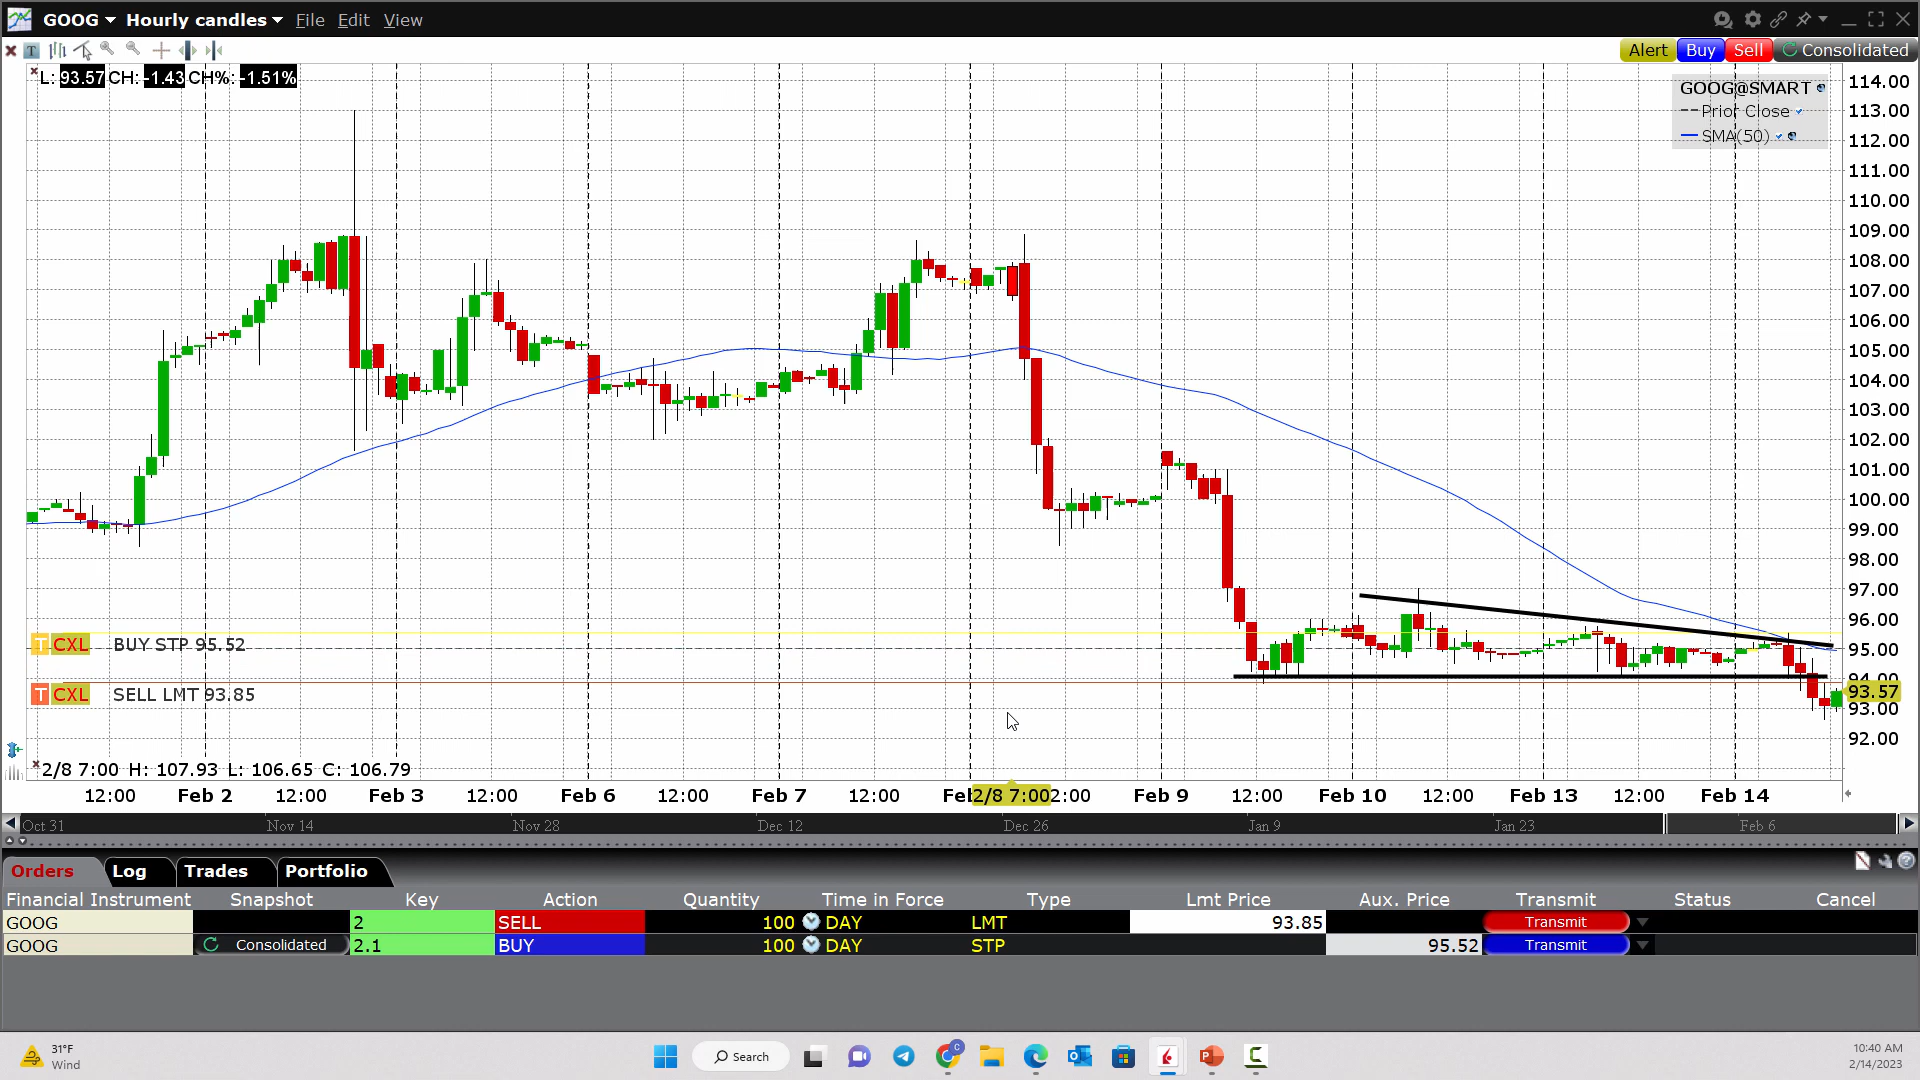 GOOG Hourly candles File Edit View
T Alert Buy Sell Consolidated
L: 93.57 CH: -1.43 CH%: -1.51%
GOOG@SMART
Prior Close
SMA(50)
114.00
113.00
112.00
111.00
110.00
109.00
108.00
107.00
106.00
105.00
104.00
103.00
102.00
101.00
100.00
99.00
98.00
97.00
96.00
95.00
94.00
93.57
93.00
92.00
T CXL BUY STP 95.52
T CXL SELL LMT 93.85
2/8 7:00 H: 107.93 L: 106.65 C: 106.79
12:00 Feb 2 12:00 Feb 3 12:00 Feb 6 12:00 Feb 7 12:00 Fe 2/8 7:00 2:00 Feb 9 12:00 Feb 10 12:00 Feb 13 12:00 Feb 14
Oct 31 Nov 14 Nov 28 Dec 12 Dec 26 Jan 9 Jan 23 Feb 6
Orders Log Trades Portfolio
Financial Instrument Snapshot Key Action Quantity Time in Force Type Lmt Price Aux. Price Transmit Status Cancel
GOOG 2 SELL 100 DAY LMT 93.85 Transmit
GOOG Consolidated 2.1 BUY 100 DAY STP 95.52 Transmit
31°F
Wind
Search
10:40 AM
2/14/2023